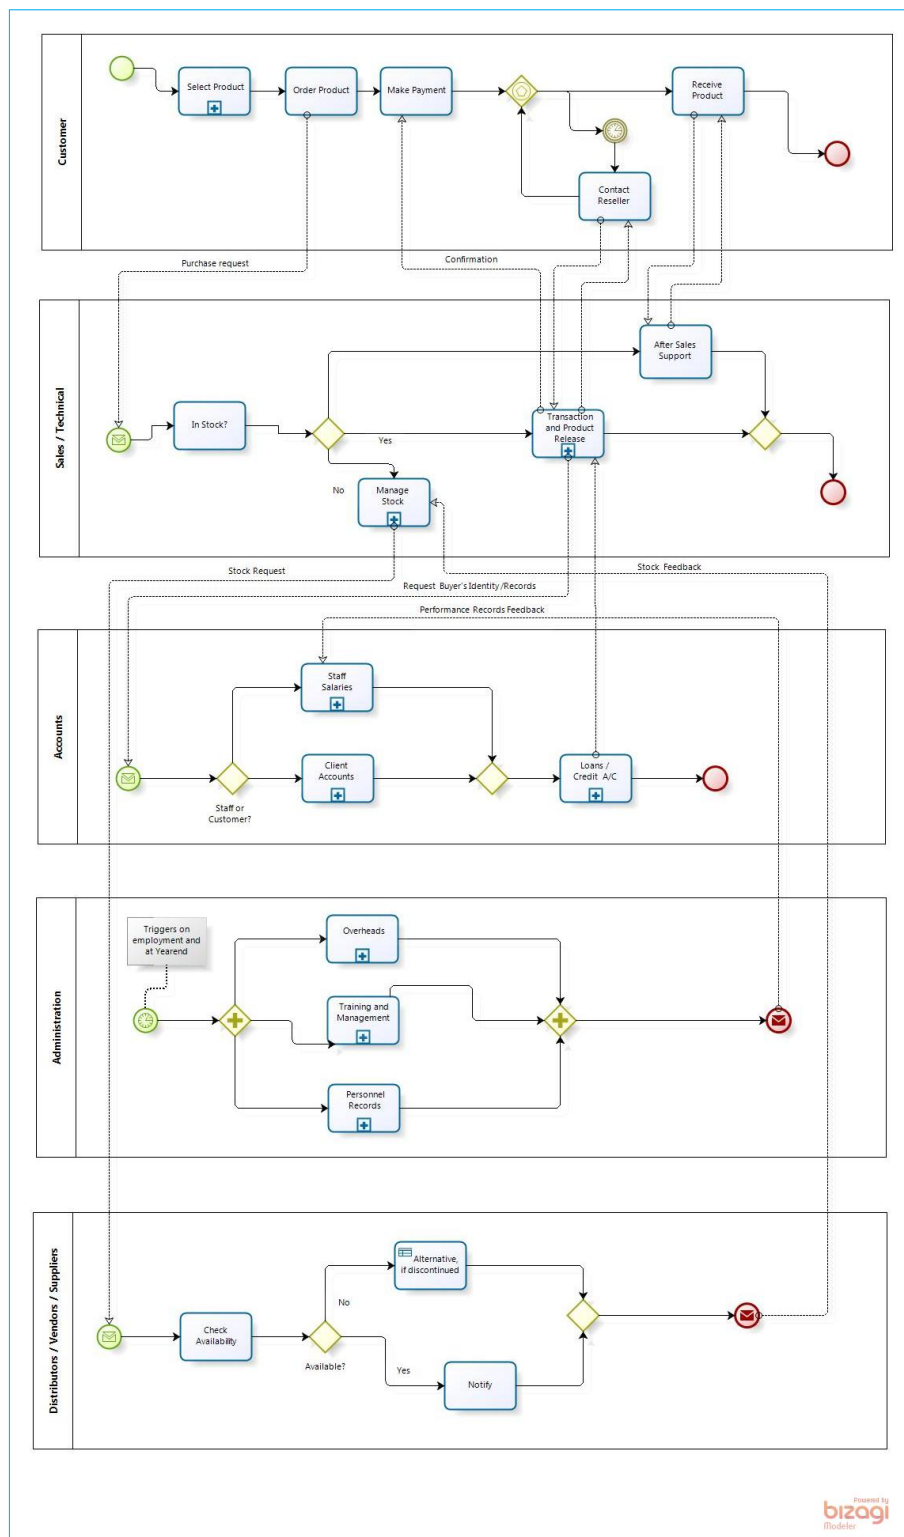 Customer
Select Product
Order Product
Make Payment
Receive
Product
Contact
Reseller
Purchase request
Confirmation
Sales / Technical
After Sales
Support
In Stock?
Yes
Transaction
and Product
Release
No
Manage
Stock
Stock Request
Stock Feedback
Request Buyer's Identity/Records
Performance Records Feedback
Accounts
Staff
Salaries
Client
Accounts
Loans /
Credit A/C
Staff or
Customer?
Administration
Triggers on
employment and
at Yearend
Overheads
Training and
Management
Personnel
Records
Distributors / Vendors / Suppliers
Alternative,
if discontinued
No
Check
Availability
Available?
Yes
Notify
Powered by
bizagi
Modeler